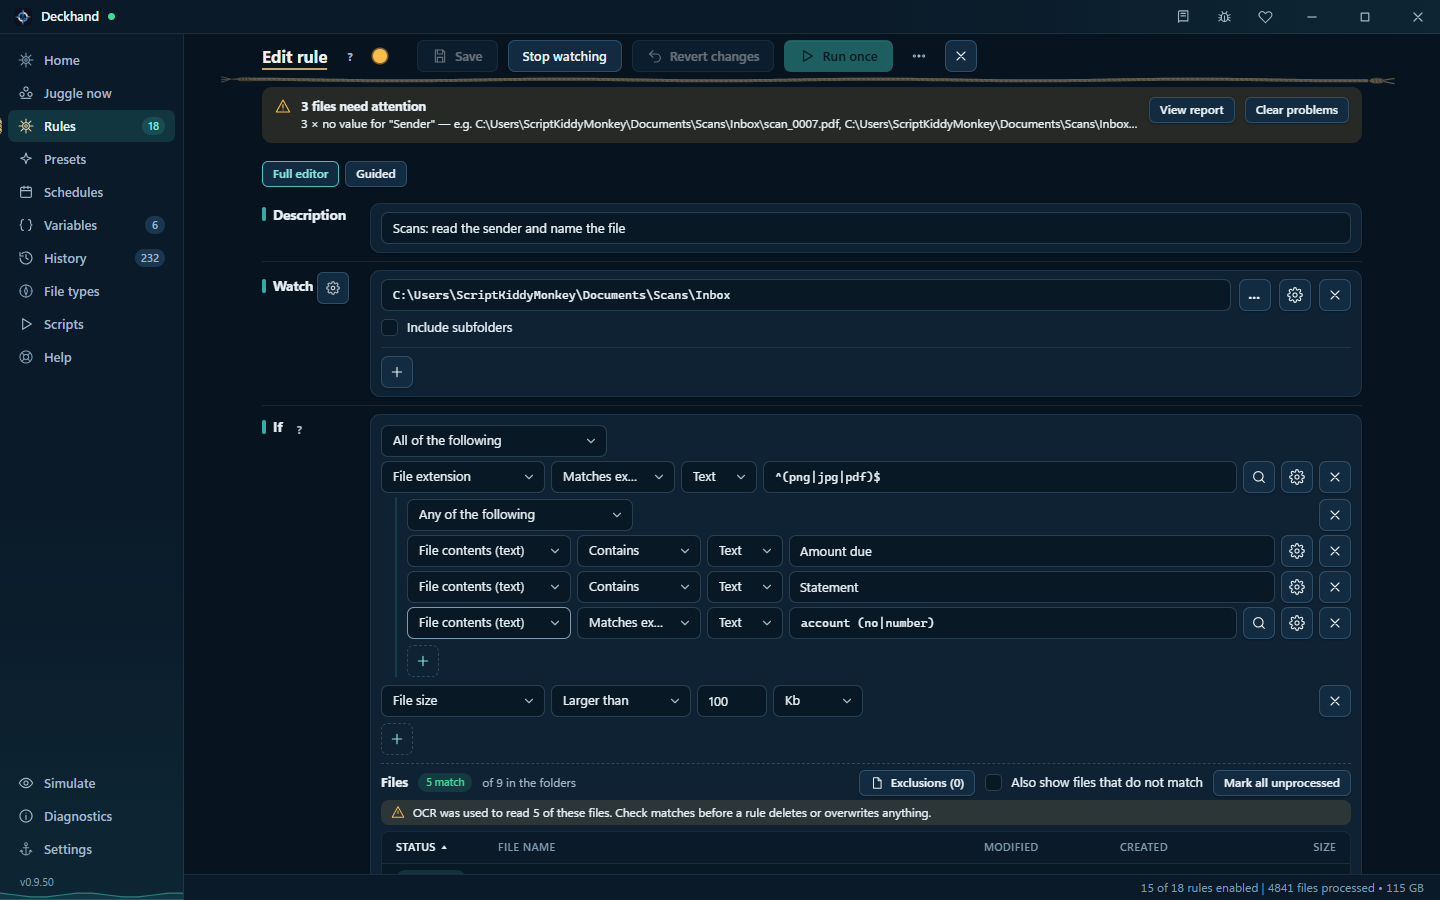 Deckhand
Home
Juggle now
Rules 18
Presets
Schedules
Variables 6
History 232
File types
Scripts
Help
Simulate
Diagnostics
Settings
v0.9.50
Edit rule ? Save Stop watching Revert changes Run once
3 files need attention
3 × no value for "Sender" — e.g. C:\Users\ScriptKiddyMonkey\Documents\Scans\Inbox\scan_0007.pdf, C:\Users\ScriptKiddyMonkey\Documents\Scans\Inbox...
View report Clear problems
Full editor Guided
Description Scans: read the sender and name the file
Watch C:\Users\ScriptKiddyMonkey\Documents\Scans\Inbox ...
Include subfolders
If ?
All of the following
File extension Matches ex... Text ^(png|jpg|pdf)$
Any of the following
File contents (text) Contains Text Amount due
File contents (text) Contains Text Statement
File contents (text) Matches ex... Text account (no|number)
File size Larger than 100 Kb
Files 5 match of 9 in the folders Exclusions (0) Also show files that do not match Mark all unprocessed
OCR was used to read 5 of these files. Check matches before a rule deletes or overwrites anything.
STATUS FILE NAME MODIFIED CREATED SIZE
15 of 18 rules enabled | 4841 files processed • 115 GB